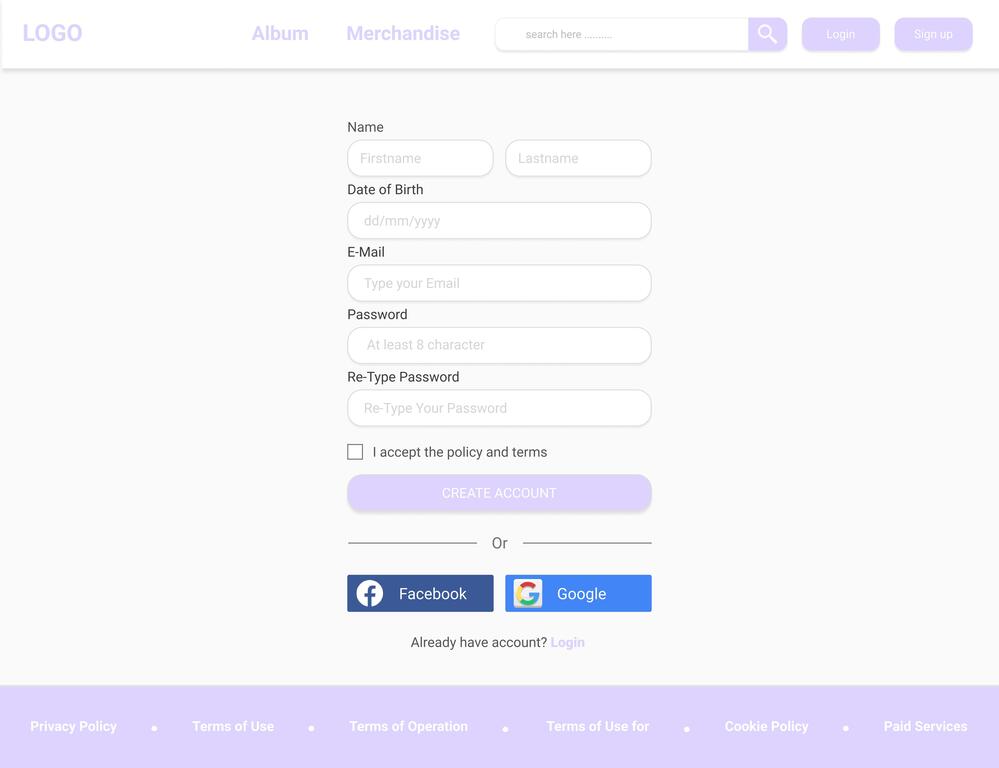 LOGO
Album
Merchandise
search here ..........
Login
Sign up
Name
Firstname
Lastname
Date of Birth
dd/mm/yyyy
E-Mail
Type your Email
Password
At least 8 character
Re-Type Password
Re-Type Your Password
I accept the policy and terms
CREATE ACCOUNT
Or
Facebook
Google
Already have account? Login
Privacy Policy
Terms of Use
Terms of Operation
Terms of Use for
Cookie Policy
Paid Services